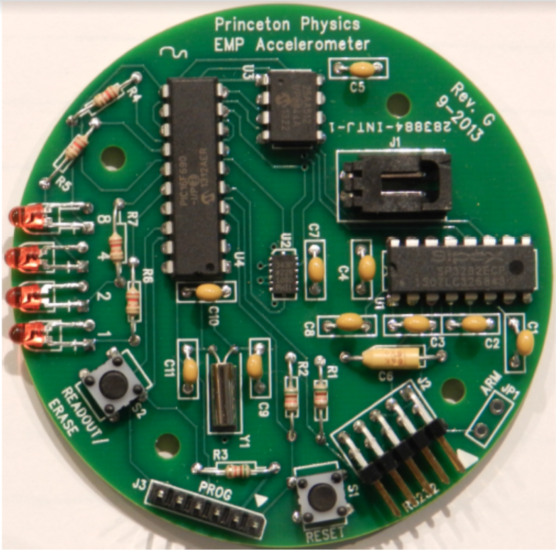 Princeton Physics
EMP Accelerometer
Rev. G
9-2013
283884-INTJ-1
U3
C5
R4
R5
J1
8
4
2
1
R7
R6
U4
U2
C7
C4
U1
SP3232ECP
C10
C8
C3
C2
C1
C6
C11
C9
R2
R1
Y1
R3
S2
READOUT/
ERASE
J3
PROG
S1
RESET
J2
RS232
ARM
JP1